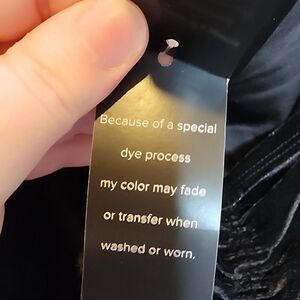 Because of a special
dye process
my color may fade
or transfer when
washed or worn.